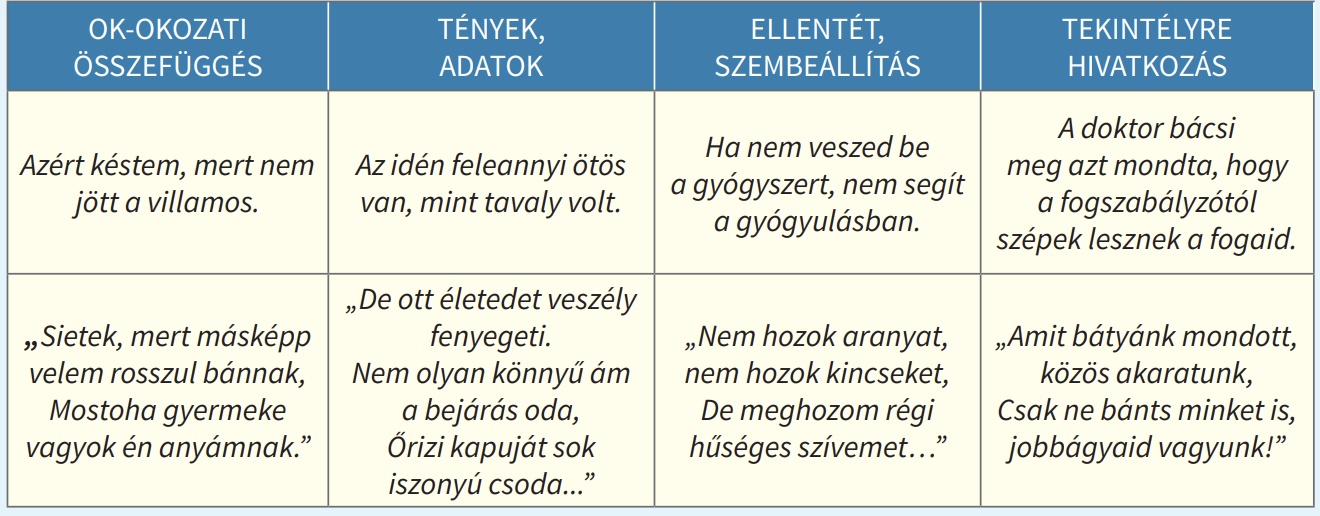 OK-OKOZATI
ÖSSZEFÜGGÉS
TÉNYEK,
ADATOK
ELLENTÉT,
SZEMBEÁLLÍTÁS
TEKINTÉLYRE
HIVATKOZÁS
Azért késtem, mert nem
jött a villamos.
Az idén feleannyi ötös
van, mint tavaly volt.
Ha nem veszed be
a gyógyszert, nem segít
a gyógyulásban.
A doktor bácsi
meg azt mondta, hogy
a fogszabályzótól
szépek lesznek a fogaid.
„Sietek, mert másképp
velem rosszul bánnak,
Mostoha gyermeke
vagyok én anyámnak.”
„De ott életedet veszély
fenyegeti.
Nem olyan könnyű ám
a bejárás oda,
Őrizi kapuját sok
iszonyú csoda...”
„Nem hozok aranyat,
nem hozok kincseket,
De meghozom régi
hűséges szívemet…”
„Amit bátyánk mondott,
közös akaratunk,
Csak ne bánts minket is,
jobbágyaid vagyunk!”